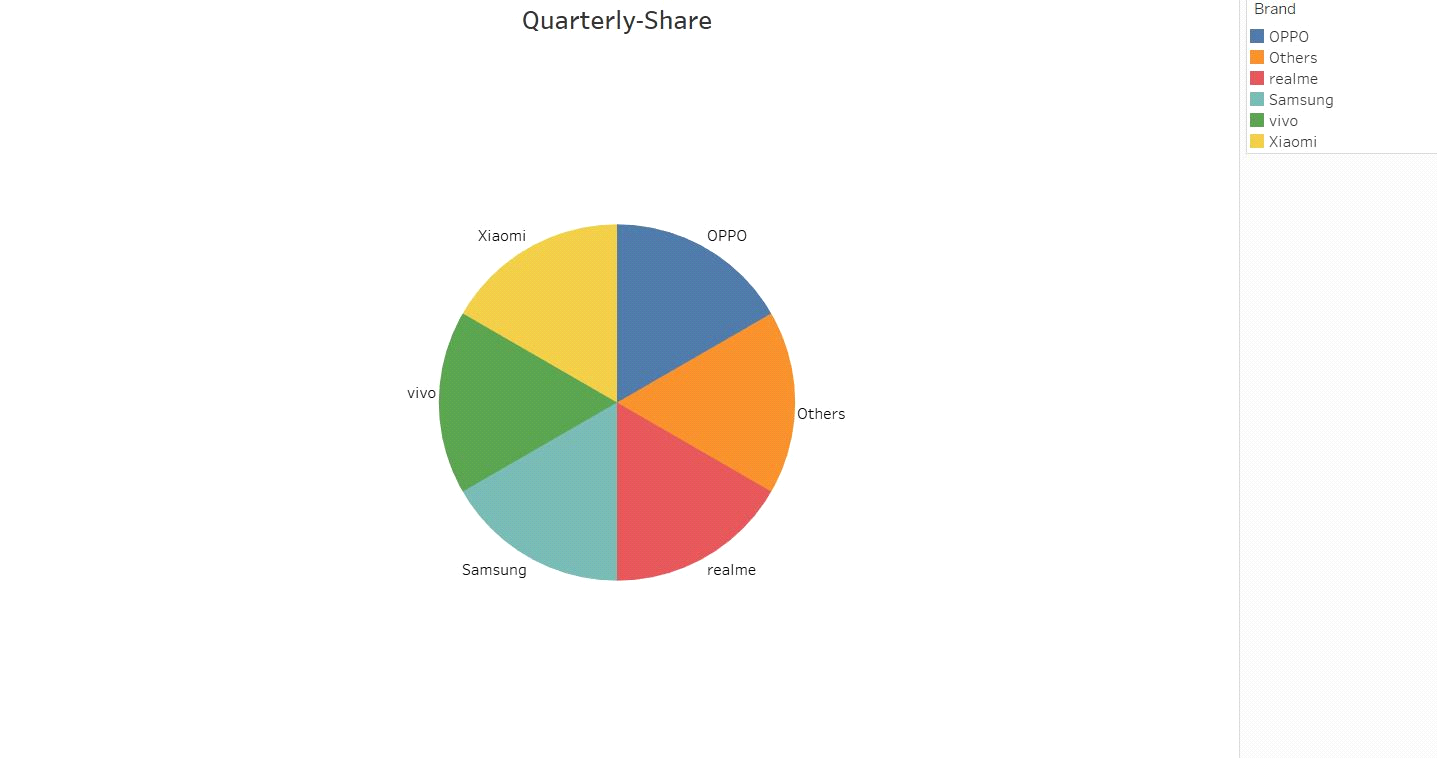 Quarterly-Share
Brand
OPPO
Others
realme
Samsung
vivo
Xiaomi
Xiaomi
OPPO
vivo
Others
Samsung
realme